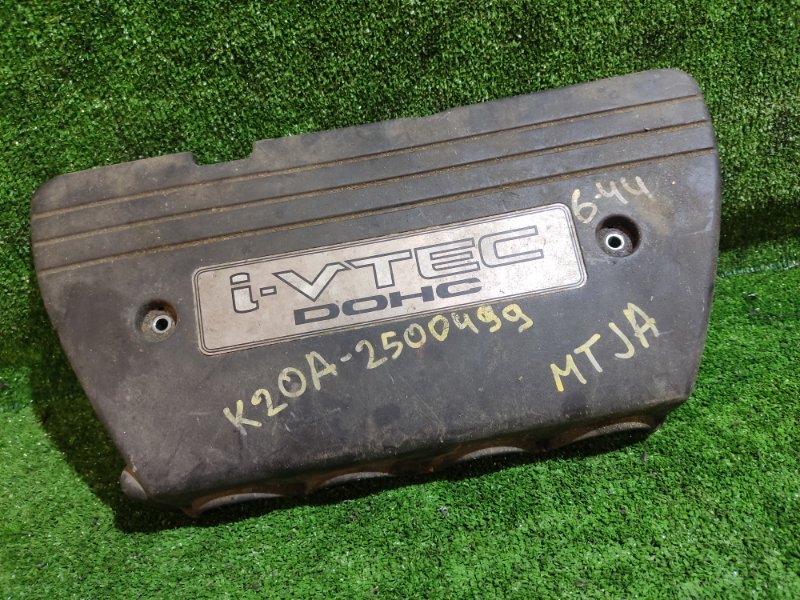 6-44
i-VTEC
DOHC
K20A-2500499
MTJA